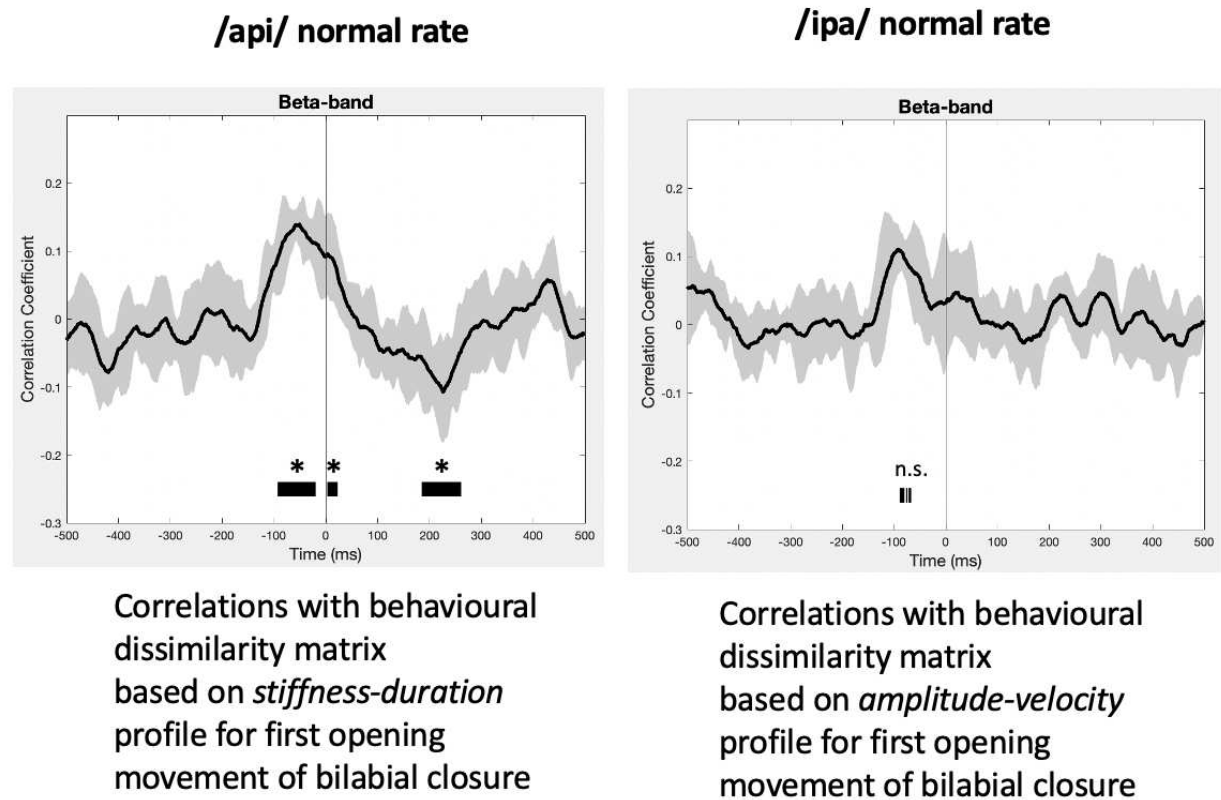 /api/ normal rate
Beta-band
Correlation Coefficient
0.2
0.1
0
-0.1
-0.2
-0.3
* * *
-500 -400 -300 -200 -100 0 100 200 300 400 500
Time (ms)
Correlations with behavioural
dissimilarity matrix
based on stiffness-duration
profile for first opening
movement of bilabial closure
/ipa/ normal rate
Beta-band
Correlation Coefficient
0.2
0.1
0
-0.1
-0.2
-0.3
n.s.
-500 -400 -300 -200 -100 0 100 200 300 400 500
Time (ms)
Correlations with behavioural
dissimilarity matrix
based on amplitude-velocity
profile for first opening
movement of bilabial closure